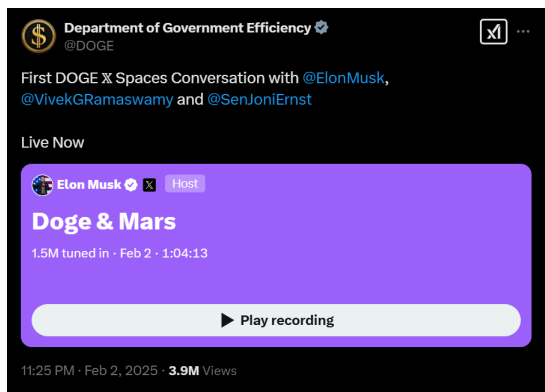 Department of Government Efficiency
@DOGE
First DOGE 𝕏 Spaces Conversation with @ElonMusk,
@VivekGRamaswamy and @SenJoniErnst
Live Now
Elon Musk 𝕏 Host
Doge & Mars
1.5M tuned in · Feb 2 · 1:04:13
Play recording
11:25 PM · Feb 2, 2025 · 3.9M Views